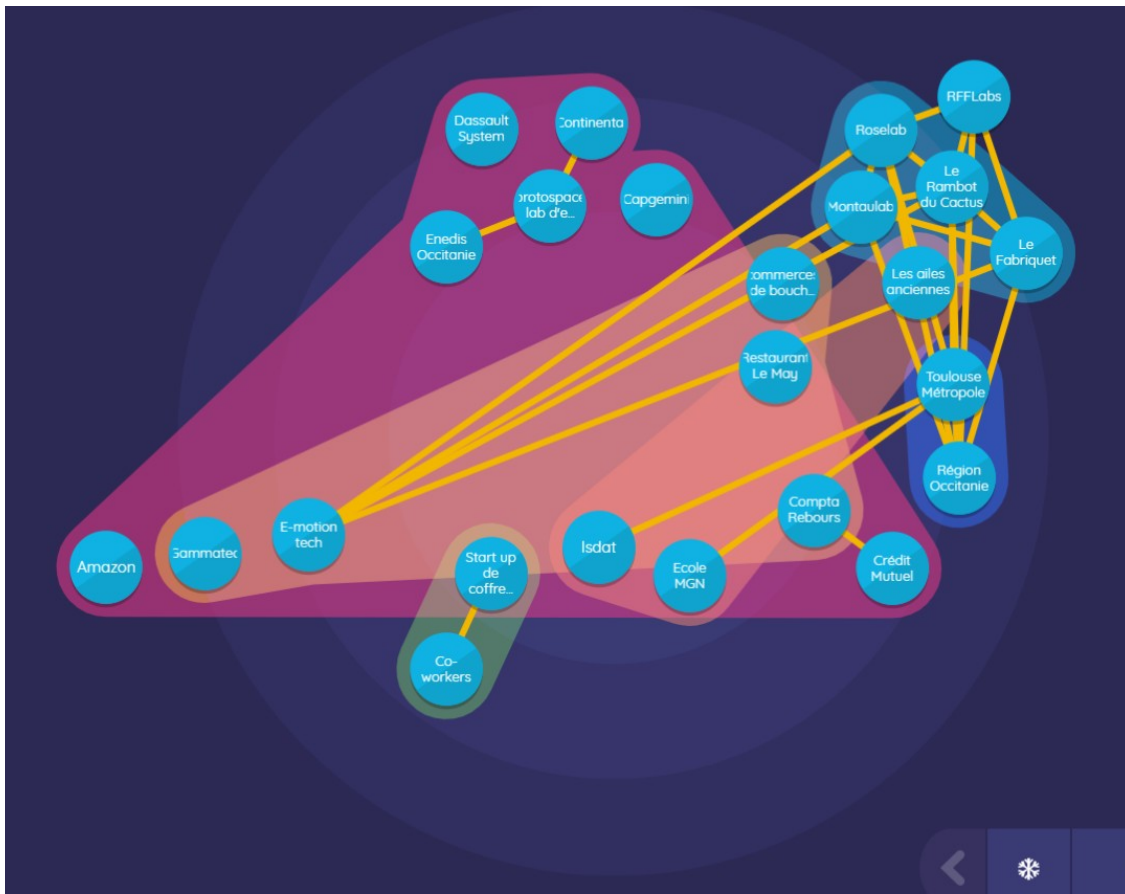 RFFLabs
Dassault
System
Continenta
Roselab
Le
Rambot
du Cactus
protospace
lab d'e...
Capgemini
Montaulab
Enedis
Occitanie
Le
Fabriquet
commerces
de bouch...
Les ailes
anciennes
Restaurant
Le May
Toulouse
Métropole
Région
Occitanie
Compta
Rebours
E-motion
tech
Isdat
Gammatec
Amazon
Start up
de
coffre...
Ecole
MGN
Crédit
Mutuel
Co-
workers